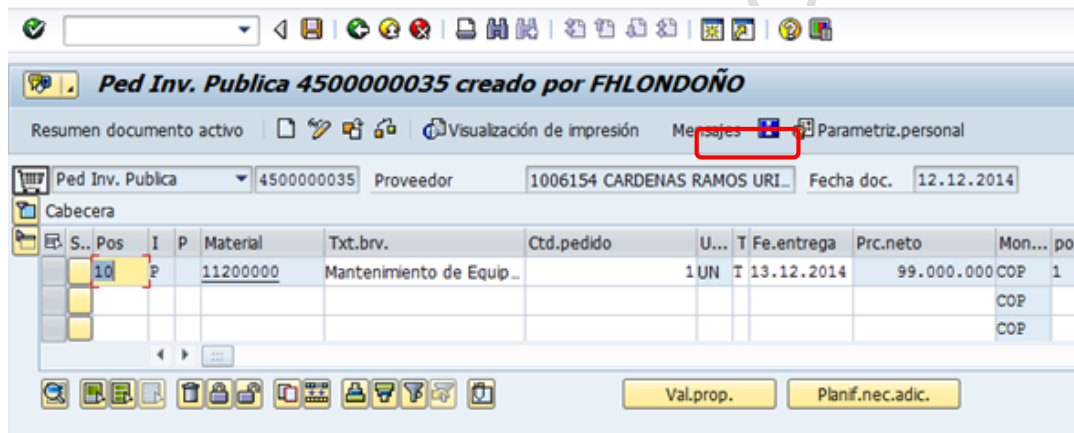 Ped Inv. Publica 4500000035 creado por FHLONDOÑO
Resumen documento activo Visualización de impresión Mensajes Parametriz.personal
Ped Inv. Publica 4500000035 Proveedor 1006154 CARDENAS RAMOS URI... Fecha doc. 12.12.2014
Cabecera
S.. Pos I P Material Txt.brv. Ctd.pedido U... T Fe.entrega Prc.neto Mon... po
10 P 11200000 Mantenimiento de Equip... 1 UN T 13.12.2014 99.000.000 COP 1
COP
COP
Val.prop. Planif.nec.adic.